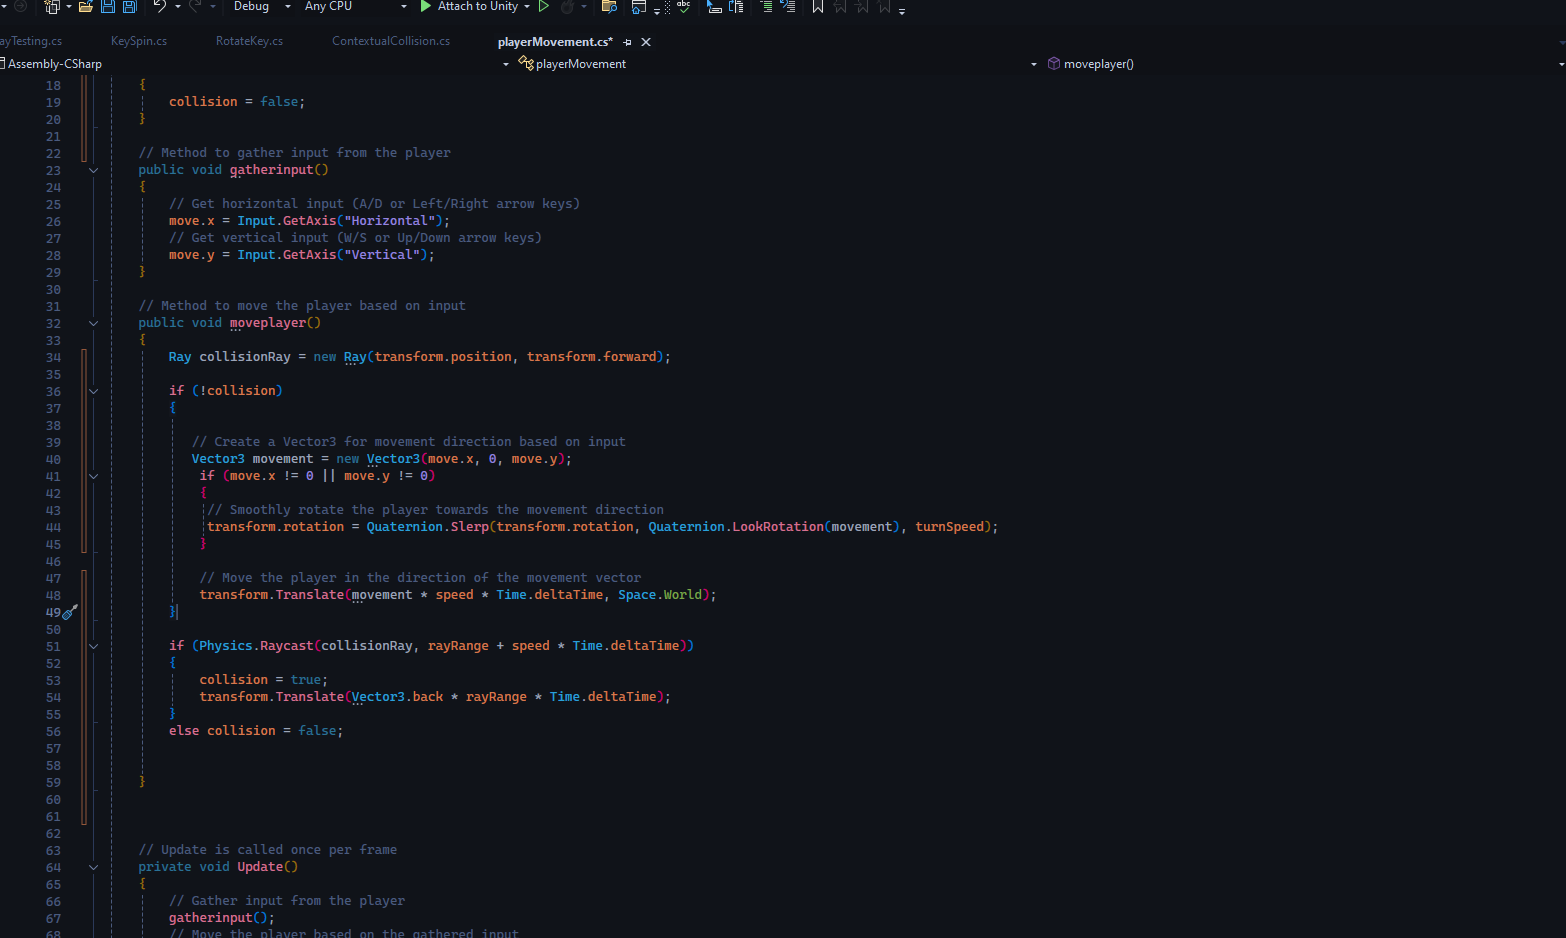 Debug Any CPU Attach to Unity
ayTesting.cs KeySpin.cs RotateKey.cs ContextualCollision.cs playerMovement.cs*
Assembly-CSharp playerMovement moveplayer()
18 {
19 collision = false;
20 }
21
22 // Method to gather input from the player
23 public void gatherinput()
24 {
25 // Get horizontal input (A/D or Left/Right arrow keys)
26 move.x = Input.GetAxis("Horizontal");
27 // Get vertical input (W/S or Up/Down arrow keys)
28 move.y = Input.GetAxis("Vertical");
29 }
30
31 // Method to move the player based on input
32 public void moveplayer()
33 {
34 Ray collisionRay = new Ray(transform.position, transform.forward);
35
36 if (!collision)
37 {
38
39 // Create a Vector3 for movement direction based on input
40 Vector3 movement = new Vector3(move.x, 0, move.y);
41 if (move.x != 0 || move.y != 0)
42 {
43 // Smoothly rotate the player towards the movement direction
44 transform.rotation = Quaternion.Slerp(transform.rotation, Quaternion.LookRotation(movement), turnSpeed);
45 }
46
47 // Move the player in the direction of the movement vector
48 transform.Translate(movement * speed * Time.deltaTime, Space.World);
49 }
50
51 if (Physics.Raycast(collisionRay, rayRange + speed * Time.deltaTime))
52 {
53 collision = true;
54 transform.Translate(Vector3.back * rayRange * Time.deltaTime);
55 }
56 else collision = false;
57
58
59 }
60
61
62
63 // Update is called once per frame
64 private void Update()
65 {
66 // Gather input from the player
67 gatherinput();
68 // Move the player based on the gathered input